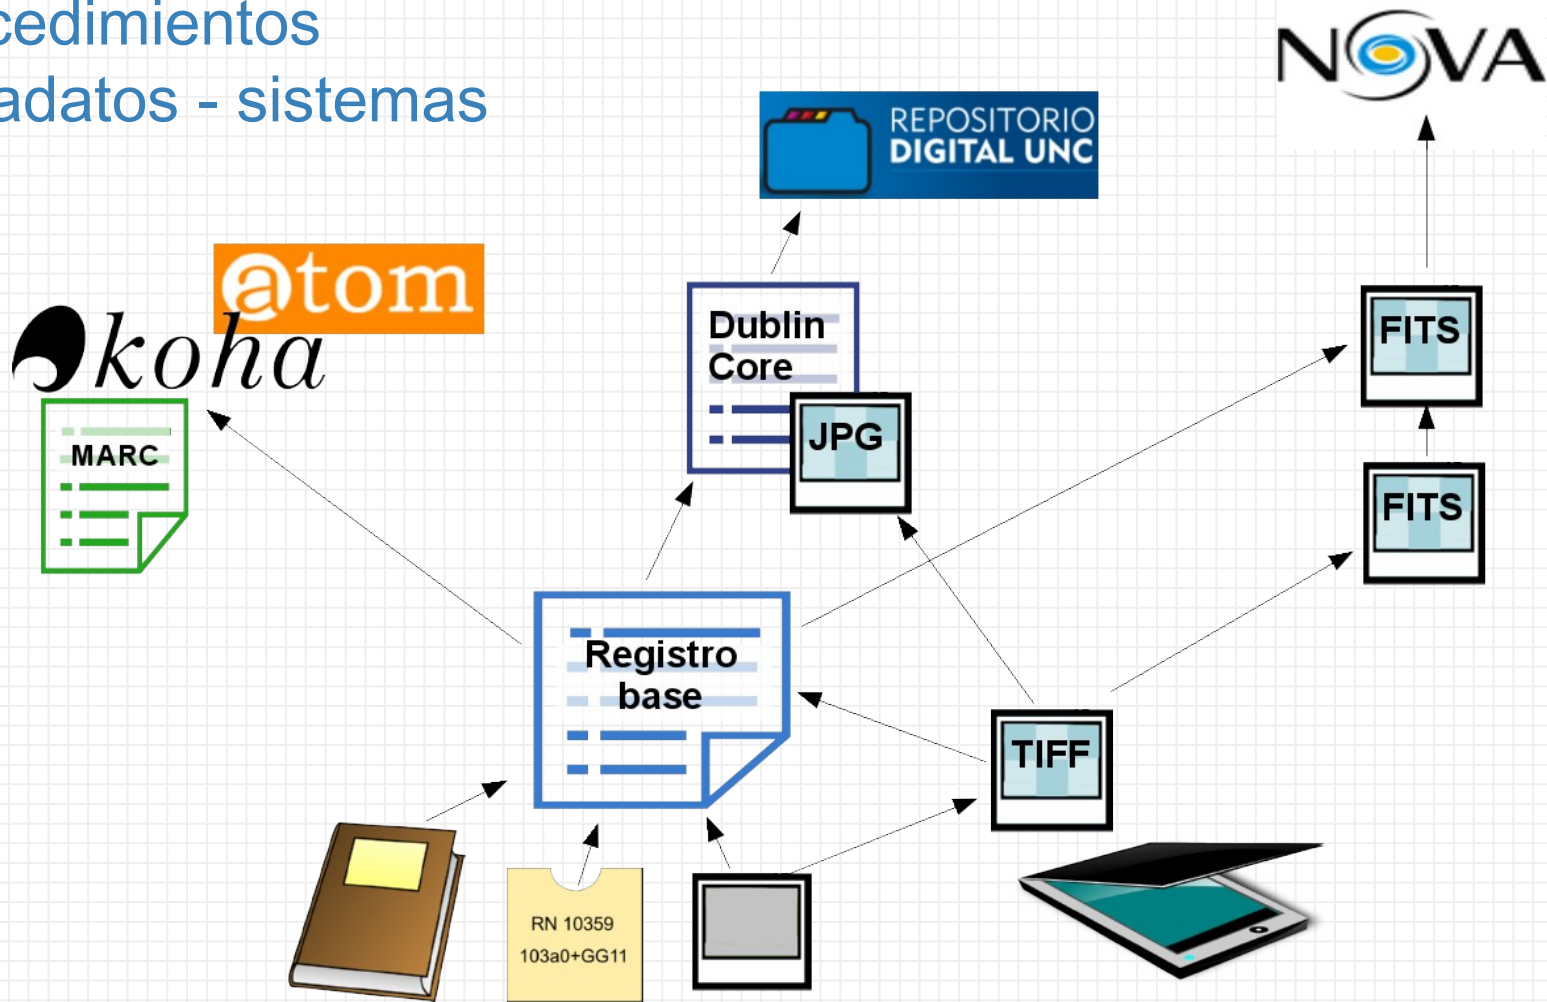 cedimientos
adatos - sistemas
NOVA
REPOSITORIO
DIGITAL UNC
atom
koha
Dublin
Core
FITS
MARC
JPG
FITS
Registro
base
TIFF
RN 10359
103a0+GG11